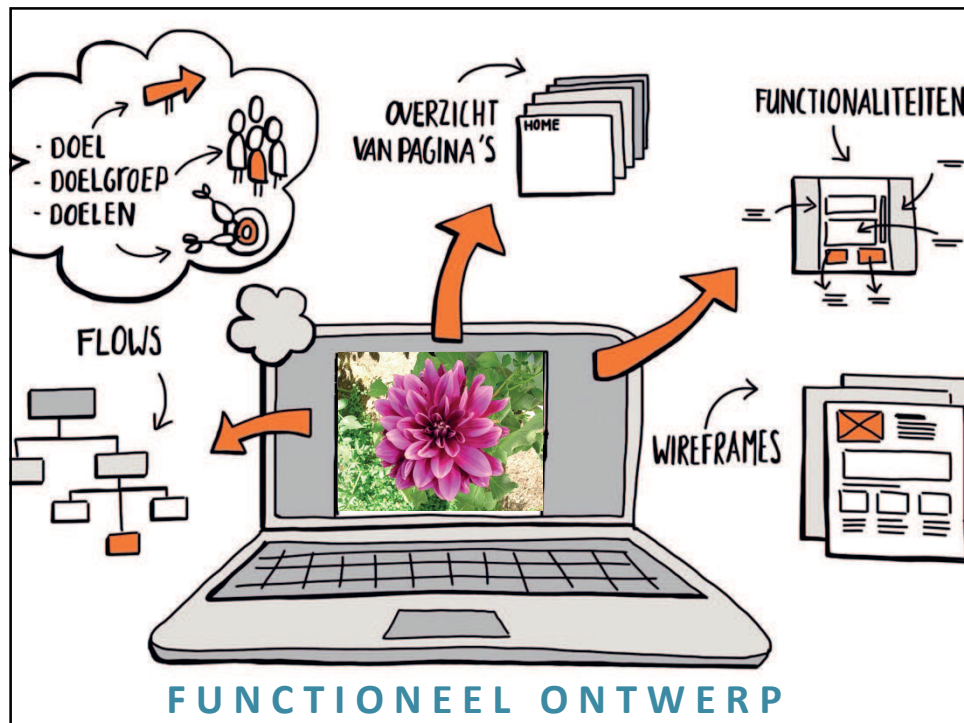 - DOEL
- DOELGROEP
- DOELEN
OVERZICHT
VAN PAGINA'S
HOME
FUNCTIONALITEITEN
FLOWS
WIREFRAMES
FUNCTIONEEL ONTWERP